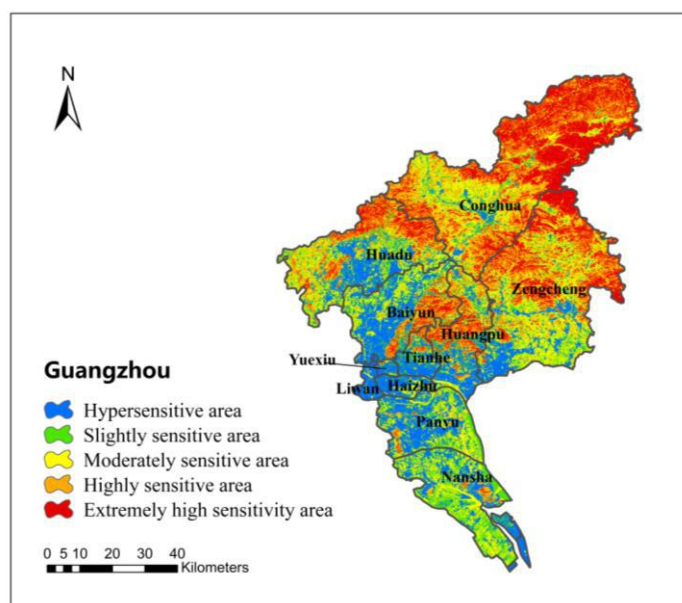 N
Conghua
Huadu
Zengcheng
Baiyun
Huangpu
Yuexiu
Tianhe
Liwan
Haizhu
Panyu
Nansha
Guangzhou
Hypersensitive area
Slightly sensitive area
Moderately sensitive area
Highly sensitive area
Extremely high sensitivity area
0 5 10 20 30 40
Kilometers